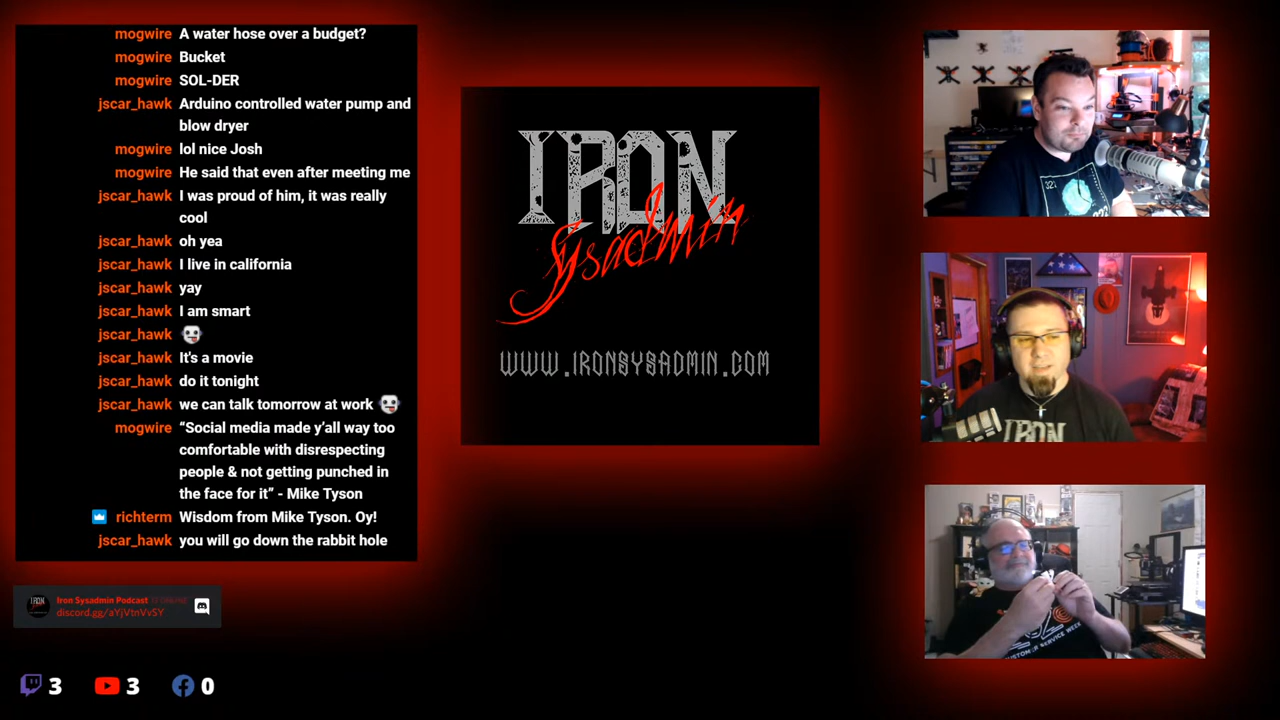 mogwire A water hose over a budget?
mogwire Bucket
mogwire SOL-DER
jscar_hawk Arduino controlled water pump and
blow dryer
mogwire lol nice Josh
mogwire He said that even after meeting me
jscar_hawk I was proud of him, it was really
cool
jscar_hawk oh yea
jscar_hawk I live in california
jscar_hawk yay
jscar_hawk I am smart
jscar_hawk
jscar_hawk It's a movie
jscar_hawk do it tonight
jscar_hawk we can talk tomorrow at work
mogwire “Social media made y’all way too
comfortable with disrespecting
people & not getting punched in
the face for it” - Mike Tyson
richterm Wisdom from Mike Tyson. Oy!
jscar_hawk you will go down the rabbit hole
Iron Sysadmin Podcast
discord.gg/aYjVtnVvSY
3 3 0
IRON
Sysadmin
WWW.IRONSYSADMIN.COM
321
IRON
CUSTOMER SERVICE WEEK